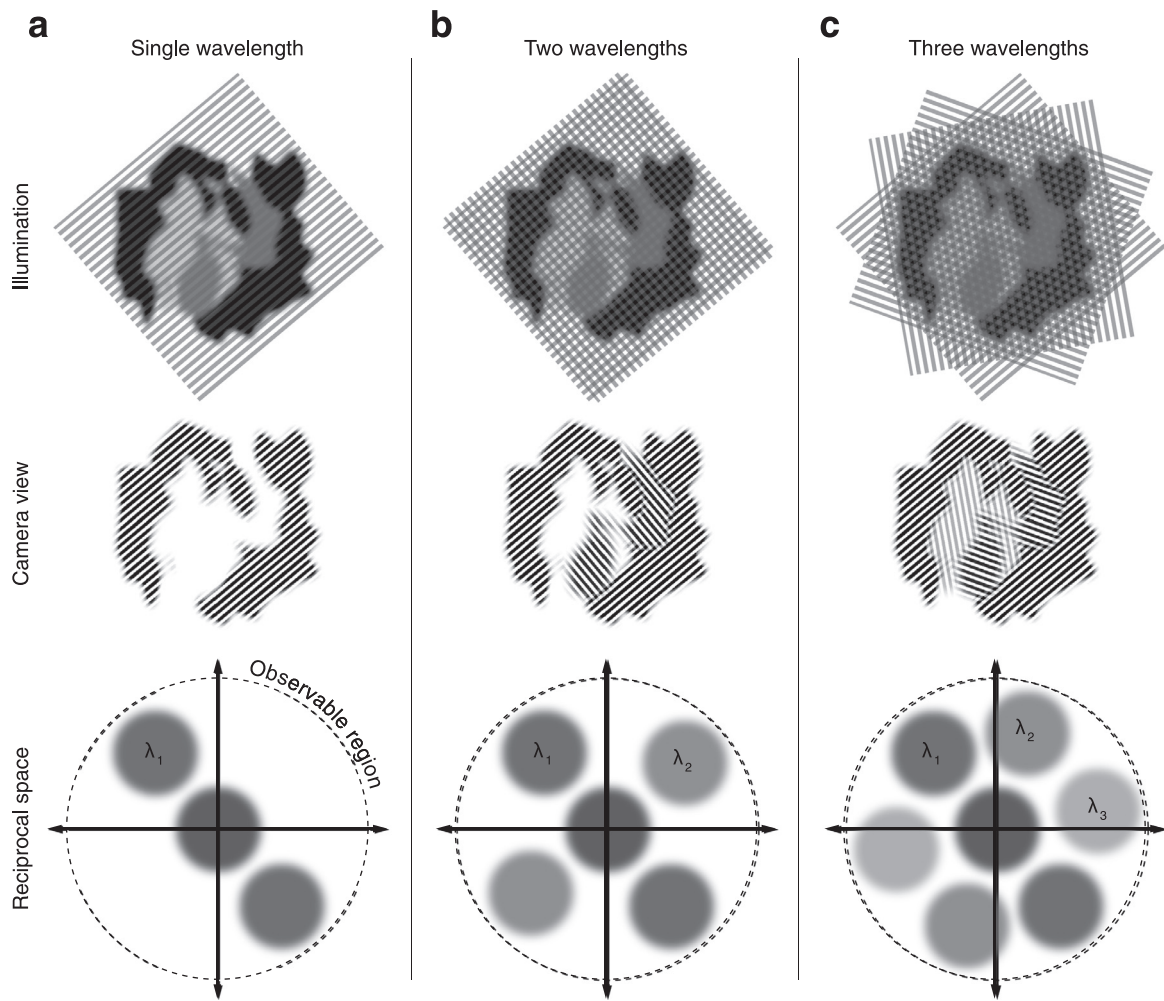 a
Single wavelength
b
Two wavelengths
c
Three wavelengths
Illumination
Camera view
Reciprocal space
Observable region
λ₁
λ₁
λ₂
λ₁
λ₂
λ₃